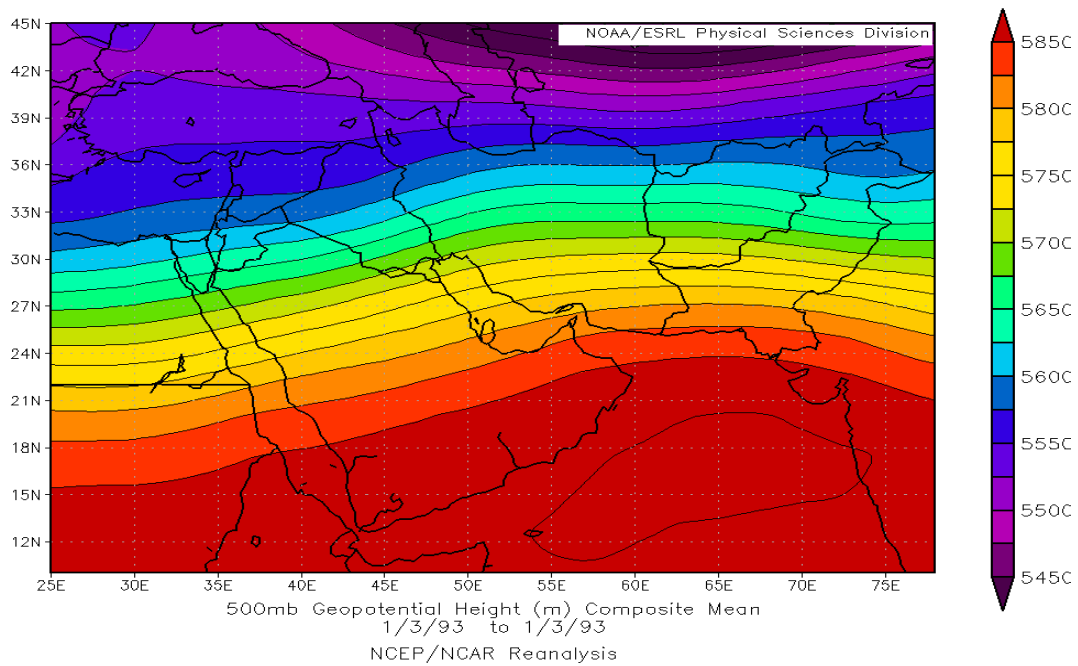 45N
NOAA/ESRL Physical Sciences Division
42N
39N
36N
33N
30N
27N
24N
21N
18N
15N
12N
25E 30E 35E 40E 45E 50E 55E 60E 65E 70E 75E
5850
5800
5750
5700
5650
5600
5550
5500
5450
500mb Geopotential Height (m) Composite Mean
1/3/93 to 1/3/93
NCEP/NCAR Reanalysis